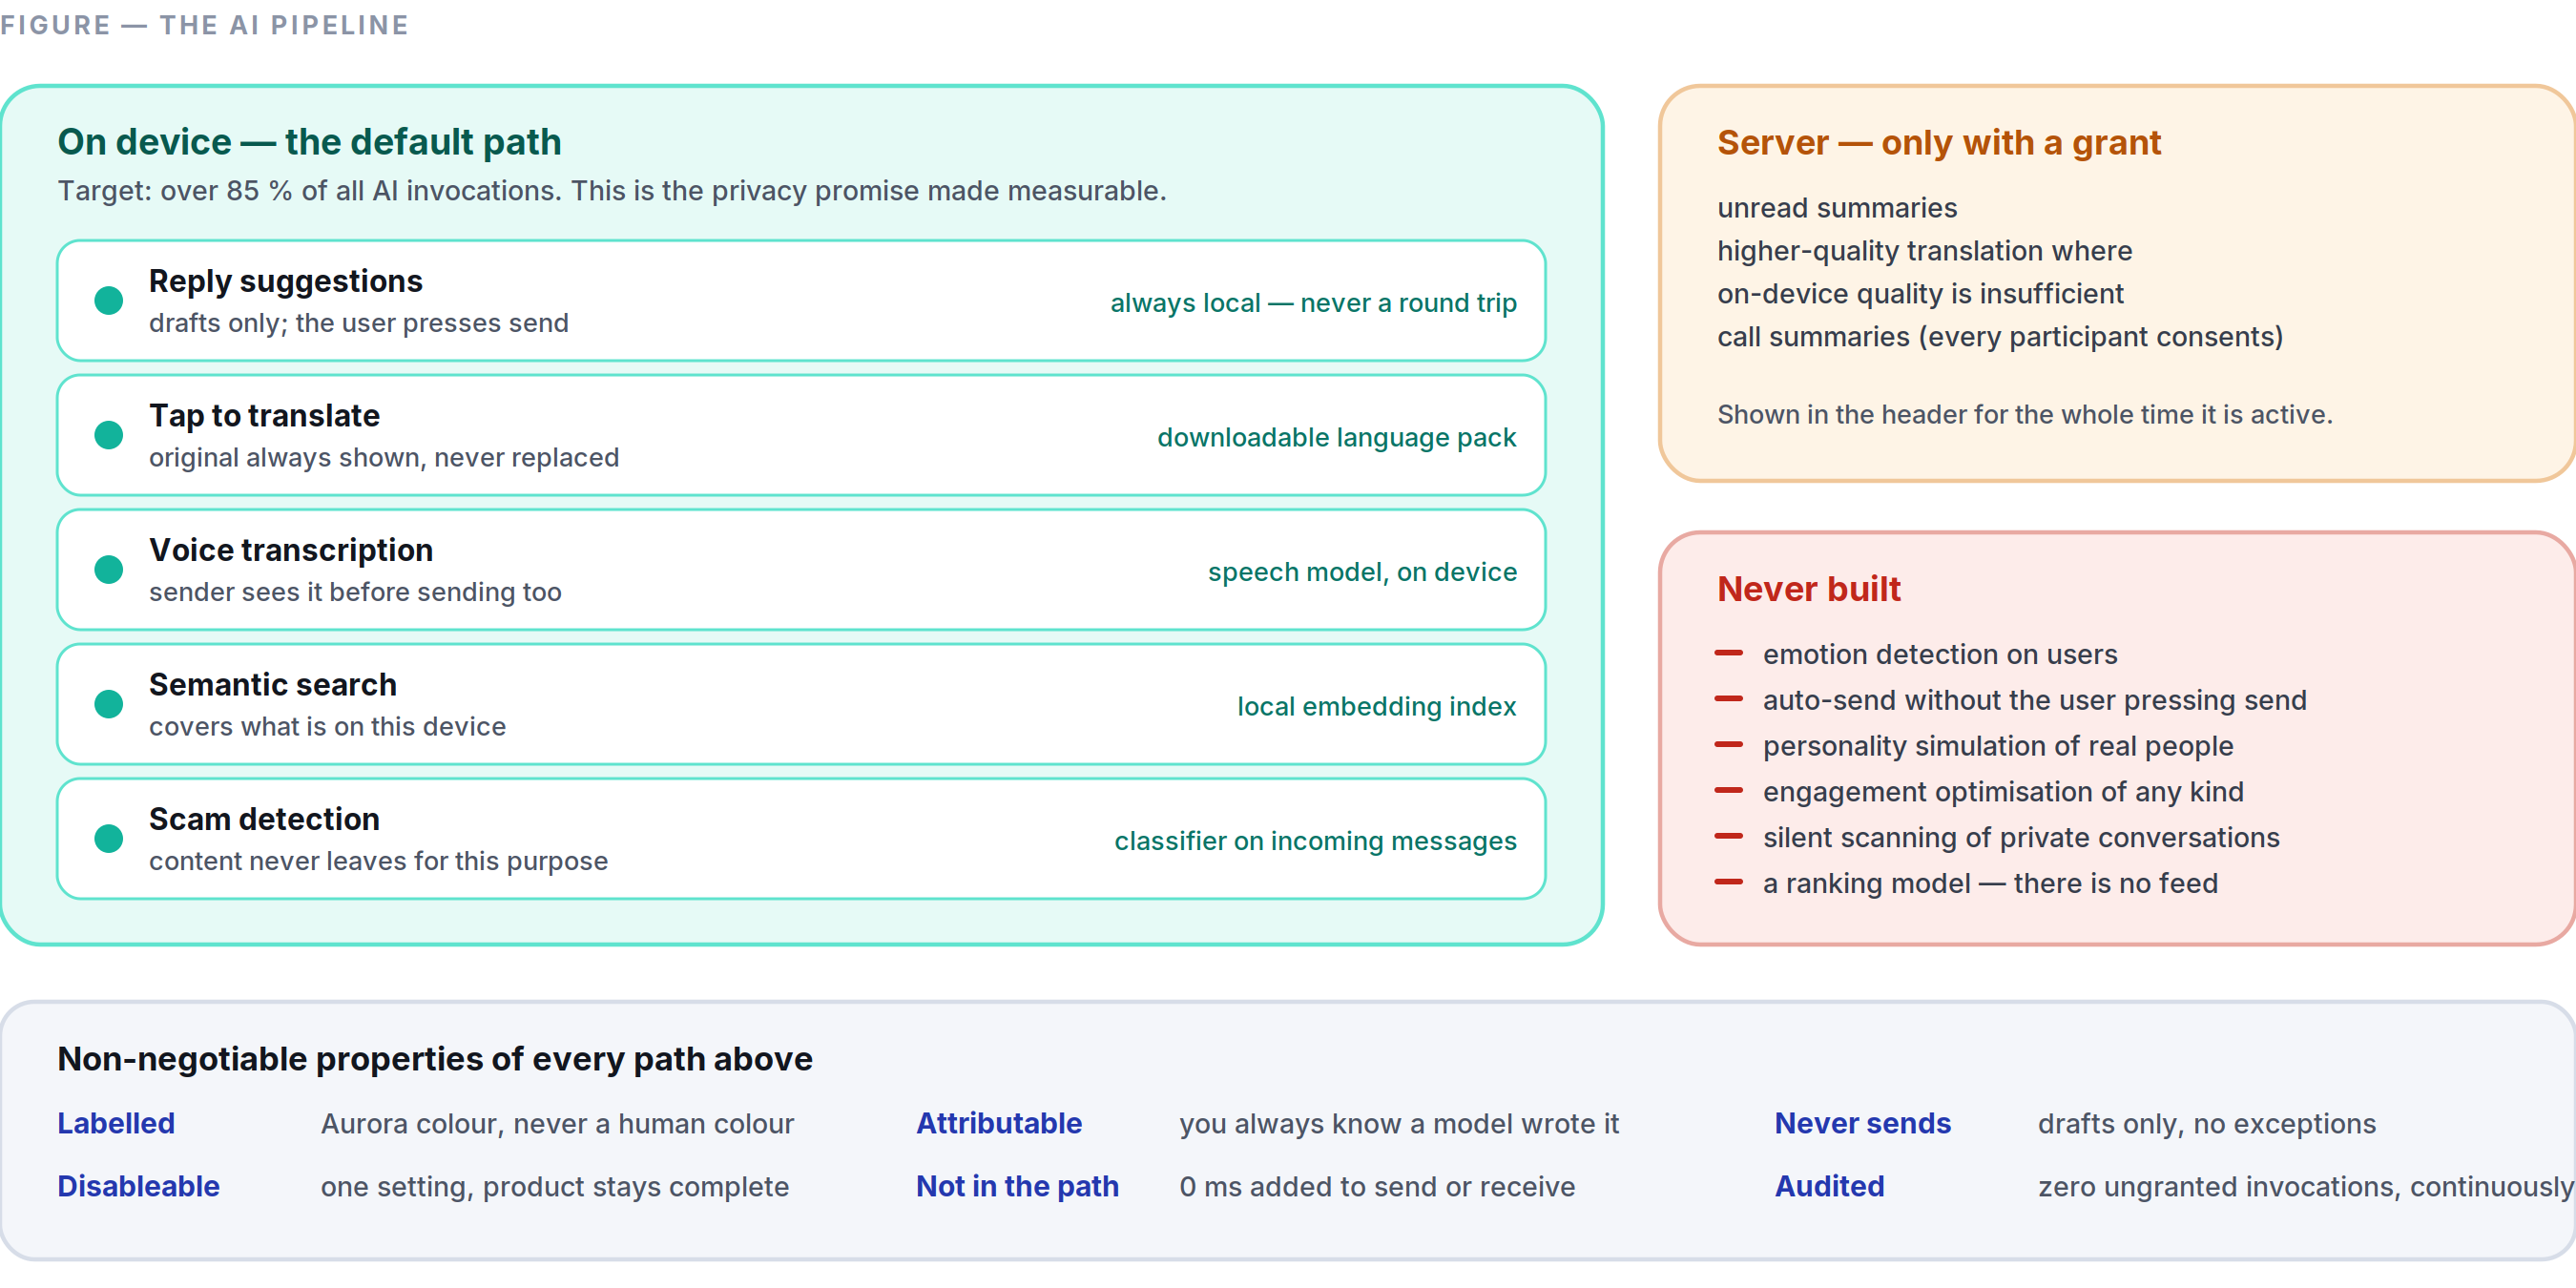 FIGURE — THE AI PIPELINE
On device — the default path
Target: over 85 % of all AI invocations. This is the privacy promise made measurable.
Reply suggestions
drafts only; the user presses send
always local — never a round trip
Tap to translate
original always shown, never replaced
downloadable language pack
Voice transcription
sender sees it before sending too
speech model, on device
Semantic search
covers what is on this device
local embedding index
Scam detection
content never leaves for this purpose
classifier on incoming messages
Server — only with a grant
unread summaries
higher-quality translation where
on-device quality is insufficient
call summaries (every participant consents)
Shown in the header for the whole time it is active.
Never built
emotion detection on users
auto-send without the user pressing send
personality simulation of real people
engagement optimisation of any kind
silent scanning of private conversations
a ranking model — there is no feed
Non-negotiable properties of every path above
Labelled Aurora colour, never a human colour Attributable you always know a model wrote it Never sends drafts only, no exceptions
Disableable one setting, product stays complete Not in the path 0 ms added to send or receive Audited zero ungranted invocations, continuously